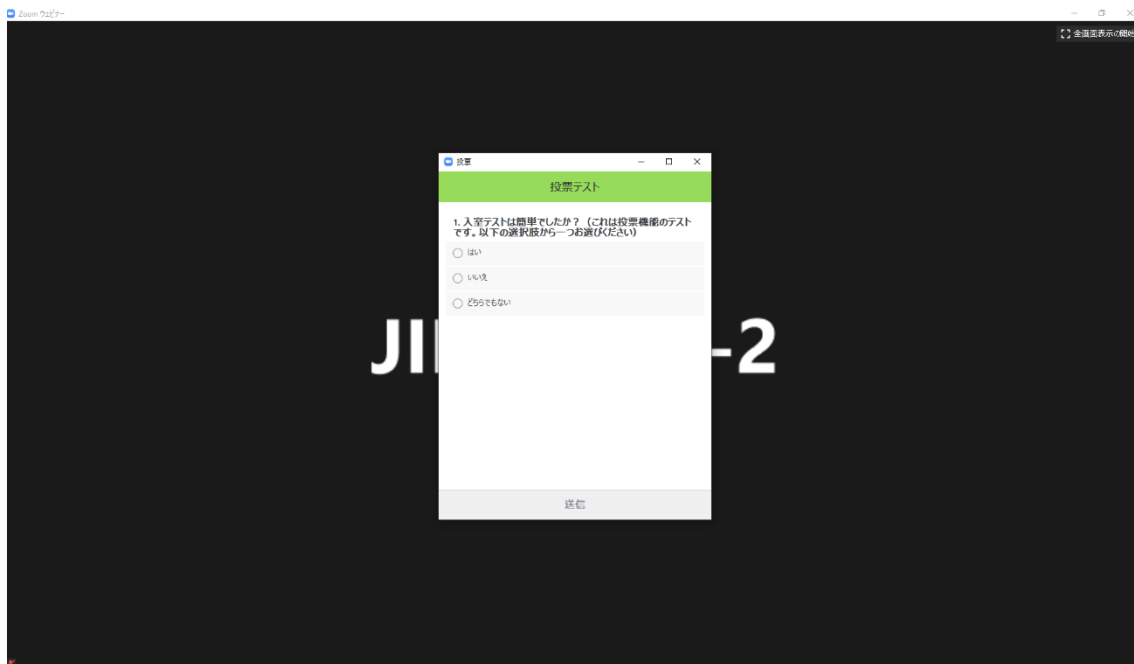 Zoom ウェビナー
全画面表示の開始
投票
投票テスト
1. 入室テストは簡単でしたか？（これは投票機能のテスト
です。以下の選択肢から一つお選びください）
はい
いいえ
どちらでもない
-2
送信